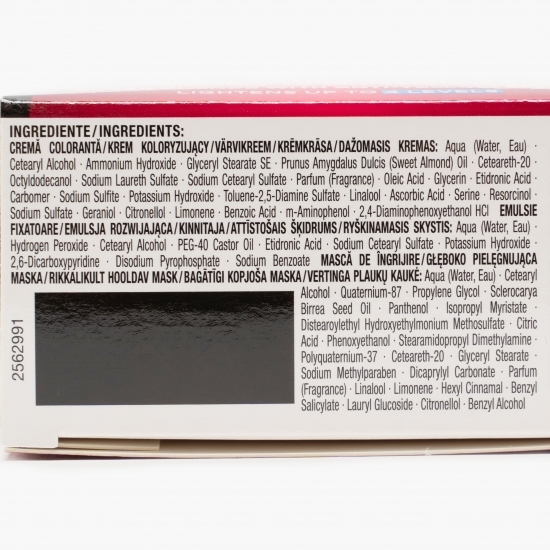 LIGHTENS UP TO 3 LEVELS
INGREDIENTE/INGREDIENTS:
CREMĂ COLORANTĂ/KREM KOLORYZUJĄCY/VÄRVIKREEM/KRĒMKRĀSA/DAŽOMASIS KREMAS: Aqua (Water, Eau) ·
Cetearyl Alcohol · Ammonium Hydroxide · Glyceryl Stearate SE · Prunus Amygdalus Dulcis (Sweet Almond) Oil · Ceteareth-20 ·
Octyldodecanol · Sodium Laureth Sulfate · Sodium Cetearyl Sulfate · Parfum (Fragrance) · Oleic Acid · Glycerin · Etidronic Acid ·
Carbomer · Sodium Sulfite · Potassium Hydroxide · Toluene-2,5-Diamine Sulfate · Linalool · Ascorbic Acid · Serine · Resorcinol ·
Sodium Sulfate · Geraniol · Citronellol · Limonene · Benzoic Acid · m-Aminophenol · 2,4-Diaminophenoxyethanol HCl EMULSIE
FIXATOARE/EMULSJA ROZWIJAJĄCA/KINNITAJA/ATTĪSTOŠAIS ŠĶIDRUMS/RYŠKINAMASIS SKYSTIS: Aqua (Water, Eau) ·
Hydrogen Peroxide · Cetearyl Alcohol · PEG-40 Castor Oil · Etidronic Acid · Sodium Cetearyl Sulfate · Potassium Hydroxide ·
2,6-Dicarboxypyridine · Disodium Pyrophosphate · Sodium Benzoate MASCĂ DE ÎNGRIJIRE/GŁĘBOKO PIELĘGNUJĄCA
MASKA/RIKKALIKULT HOOLDAV MASK/BAGĀTĪGI KOPJOŠA MASKA/VERTINGA PLAUKŲ KAUKĖ: Aqua (Water, Eau) · Cetearyl
Alcohol · Quaternium-87 · Propylene Glycol · Sclerocarya
Birrea Seed Oil · Panthenol · Isopropyl Myristate ·
Distearoylethyl Hydroxyethylmonium Methosulfate · Citric
Acid · Phenoxyethanol · Stearamidopropyl Dimethylamine ·
Polyquaternium-37 · Ceteareth-20 · Glyceryl Stearate ·
Sodium Methylparaben · Dicaprylyl Carbonate · Parfum
(Fragrance) · Linalool · Limonene · Hexyl Cinnamal · Benzyl
Salicylate · Lauryl Glucoside · Citronellol · Benzyl Alcohol
2562991